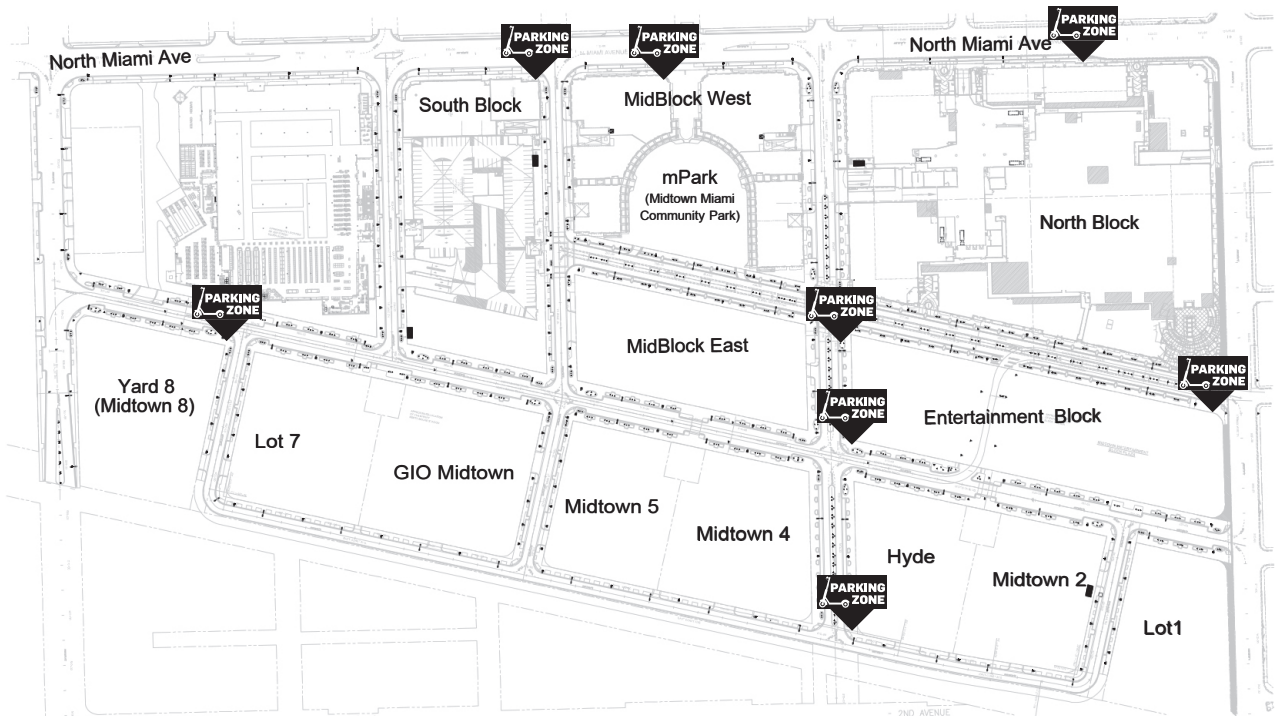 PARKING
ZONE
PARKING
ZONE
PARKING
ZONE
North Miami Ave
North Miami Ave
South Block
MidBlock West
mPark
(Midtown Miami
Community Park)
North Block
PARKING
ZONE
PARKING
ZONE
MidBlock East
PARKING
ZONE
Yard 8
(Midtown 8)
PARKING
ZONE
Entertainment Block
Lot 7
GIO Midtown
Midtown 5
Midtown 4
Hyde
Midtown 2
PARKING
ZONE
Lot1
2ND AVENUE